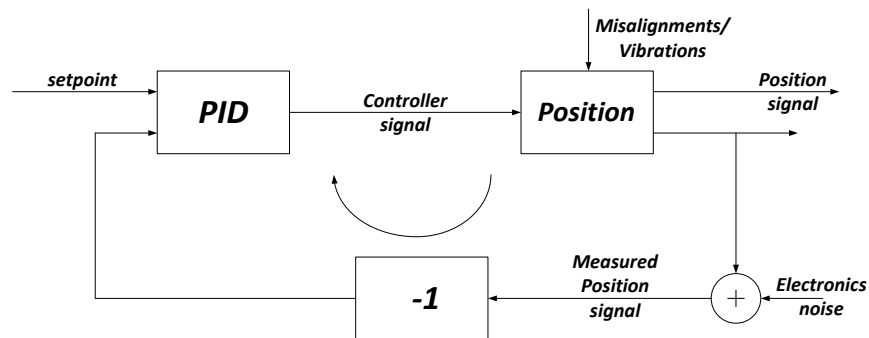 Misalignments/
Vibrations
setpoint
PID
Controller
signal
Position
Position
signal
-1
Measured
Position
signal
+
Electronics
noise